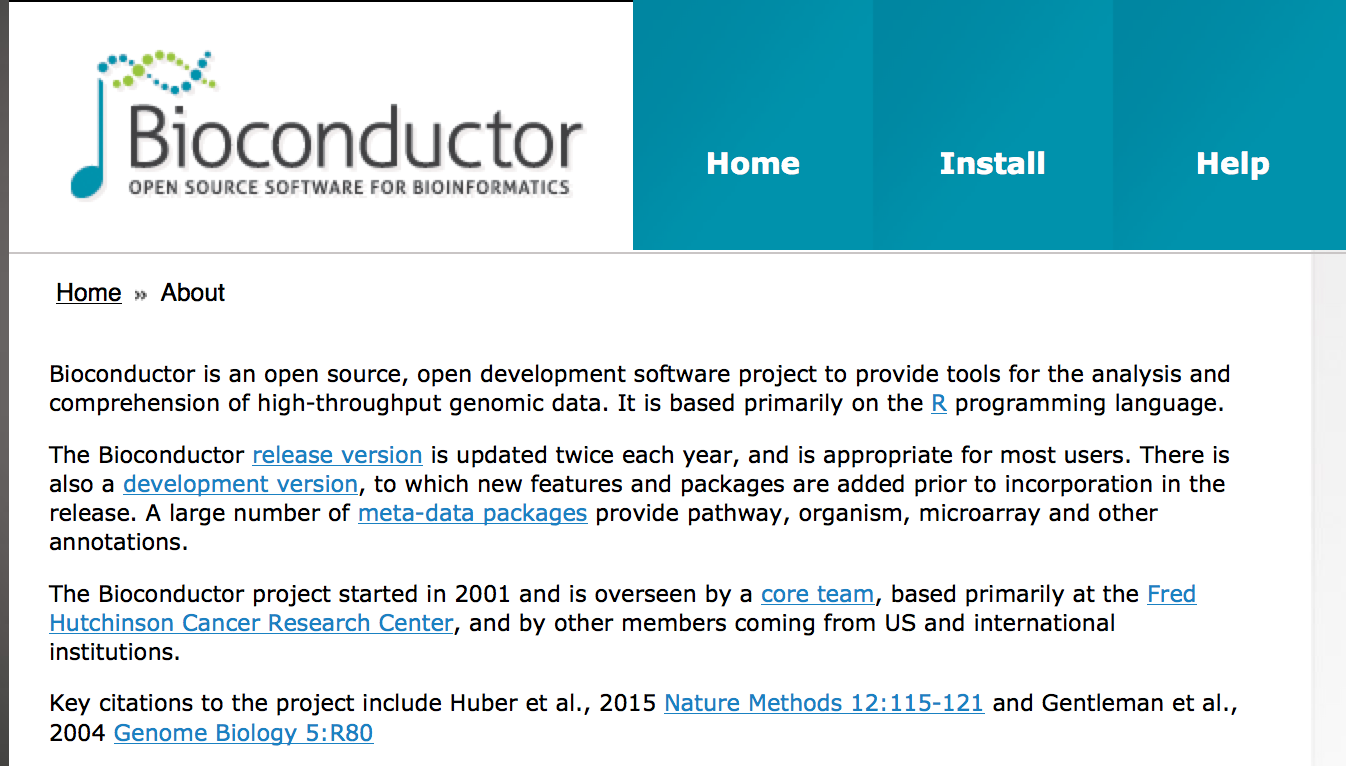 Bioconductor
OPEN SOURCE SOFTWARE FOR BIOINFORMATICS
Home Install Help
Home » About
Bioconductor is an open source, open development software project to provide tools for the analysis and
comprehension of high-throughput genomic data. It is based primarily on the R programming language.
The Bioconductor release version is updated twice each year, and is appropriate for most users. There is
also a development version, to which new features and packages are added prior to incorporation in the
release. A large number of meta-data packages provide pathway, organism, microarray and other
annotations.
The Bioconductor project started in 2001 and is overseen by a core team, based primarily at the Fred
Hutchinson Cancer Research Center, and by other members coming from US and international
institutions.
Key citations to the project include Huber et al., 2015 Nature Methods 12:115-121 and Gentleman et al.,
2004 Genome Biology 5:R80